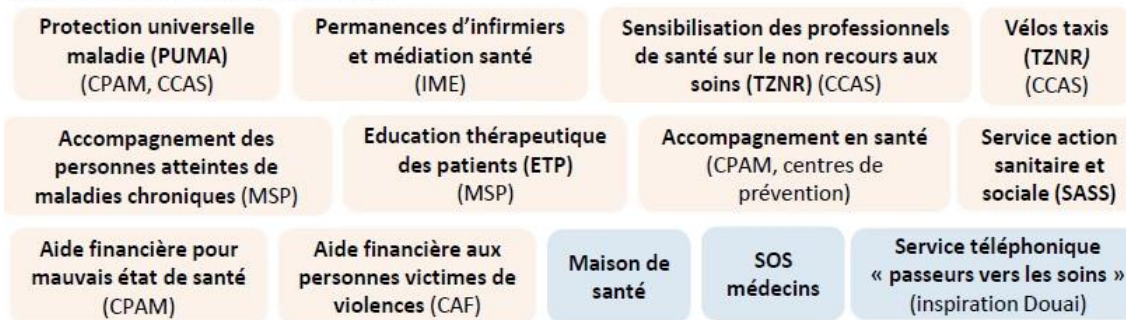 Protection universelle
maladie (PUMA)
(CPAM, CCAS)
Permanences d'infirmiers
et médiation santé
(IME)
Sensibilisation des professionnels
de santé sur le non recours aux
soins (TZNR) (CCAS)
Vélos taxis
(TZNR)
(CCAS)
Accompagnement des
personnes atteintes de
maladies chroniques (MSP)
Education thérapeutique
des patients (ETP)
(MSP)
Accompagnement en santé
(CPAM, centres de
prévention)
Service action
sanitaire et
sociale (SASS)
Aide financière pour
mauvais état de santé
(CPAM)
Aide financière aux
personnes victimes de
violences (CAF)
Maison de
santé
SOS
médecins
Service téléphonique
« passeurs vers les soins »
(inspiration Douai)